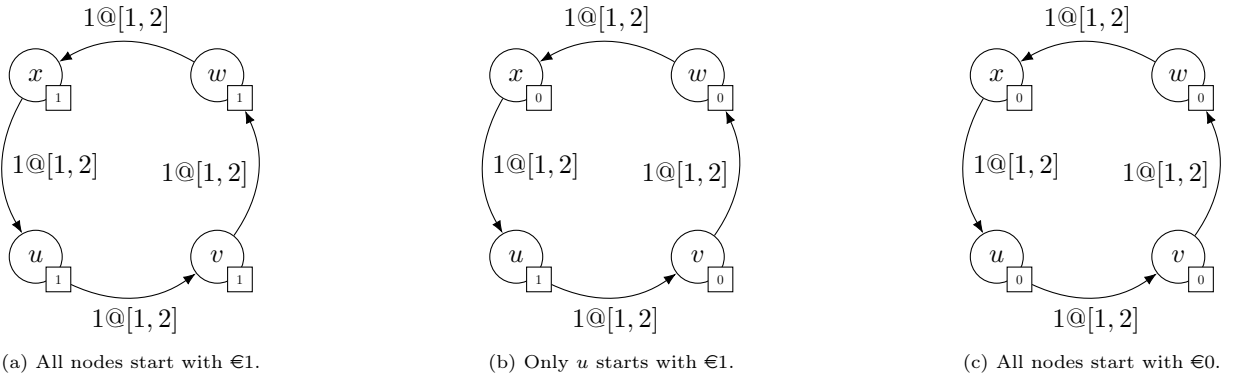 1@[1, 2]
x
1
w
1
1@[1, 2]
1@[1, 2]
u
1
v
1
1@[1, 2]
(a) All nodes start with €1.
1@[1, 2]
x
0
w
0
1@[1, 2]
1@[1, 2]
u
1
v
0
1@[1, 2]
(b) Only u starts with €1.
1@[1, 2]
x
0
w
0
1@[1, 2]
1@[1, 2]
u
0
v
0
1@[1, 2]
(c) All nodes start with €0.